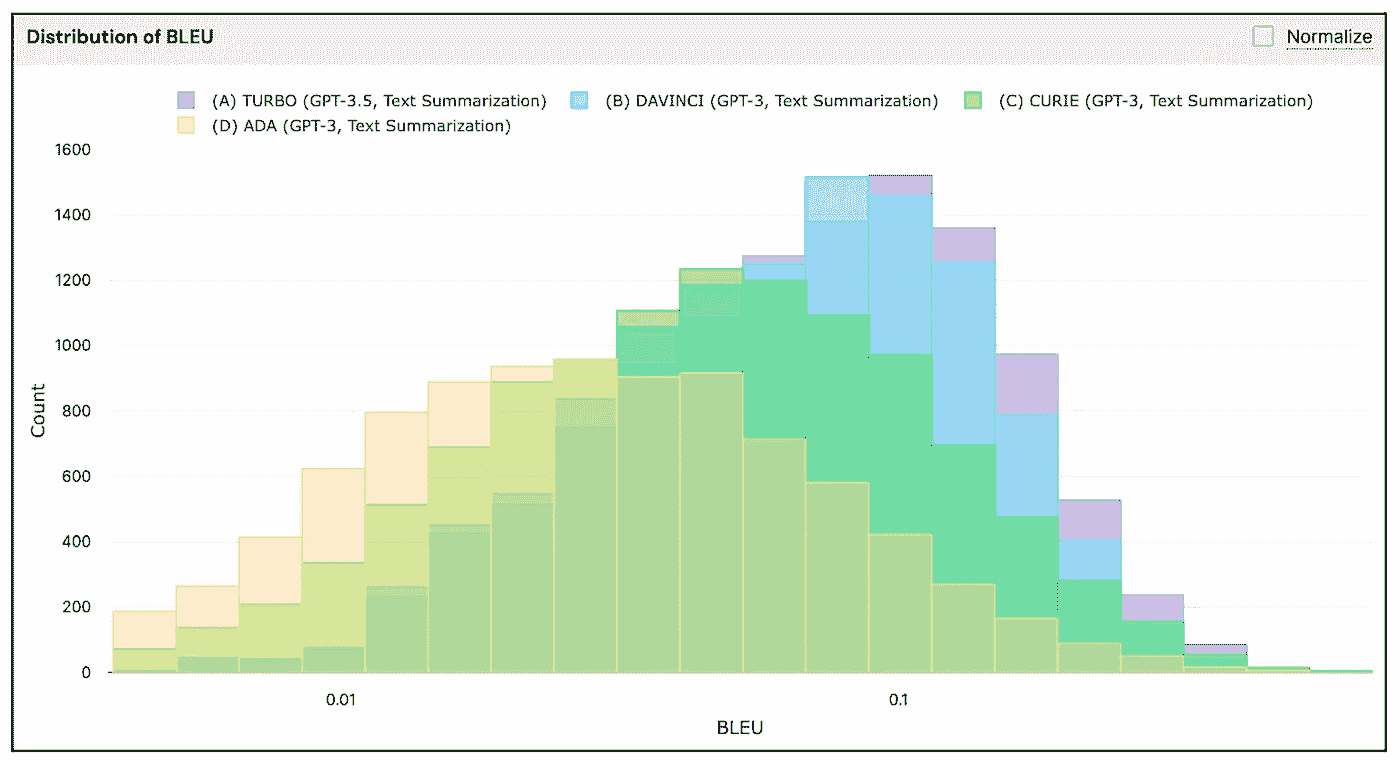 Distribution of BLEU
Normalize
(A) TURBO (GPT-3.5, Text Summarization)
(B) DAVINCI (GPT-3, Text Summarization)
(C) CURIE (GPT-3, Text Summarization)
(D) ADA (GPT-3, Text Summarization)
1600
1400
1200
1000
800
600
400
200
0
Count
0.01
0.1
BLEU